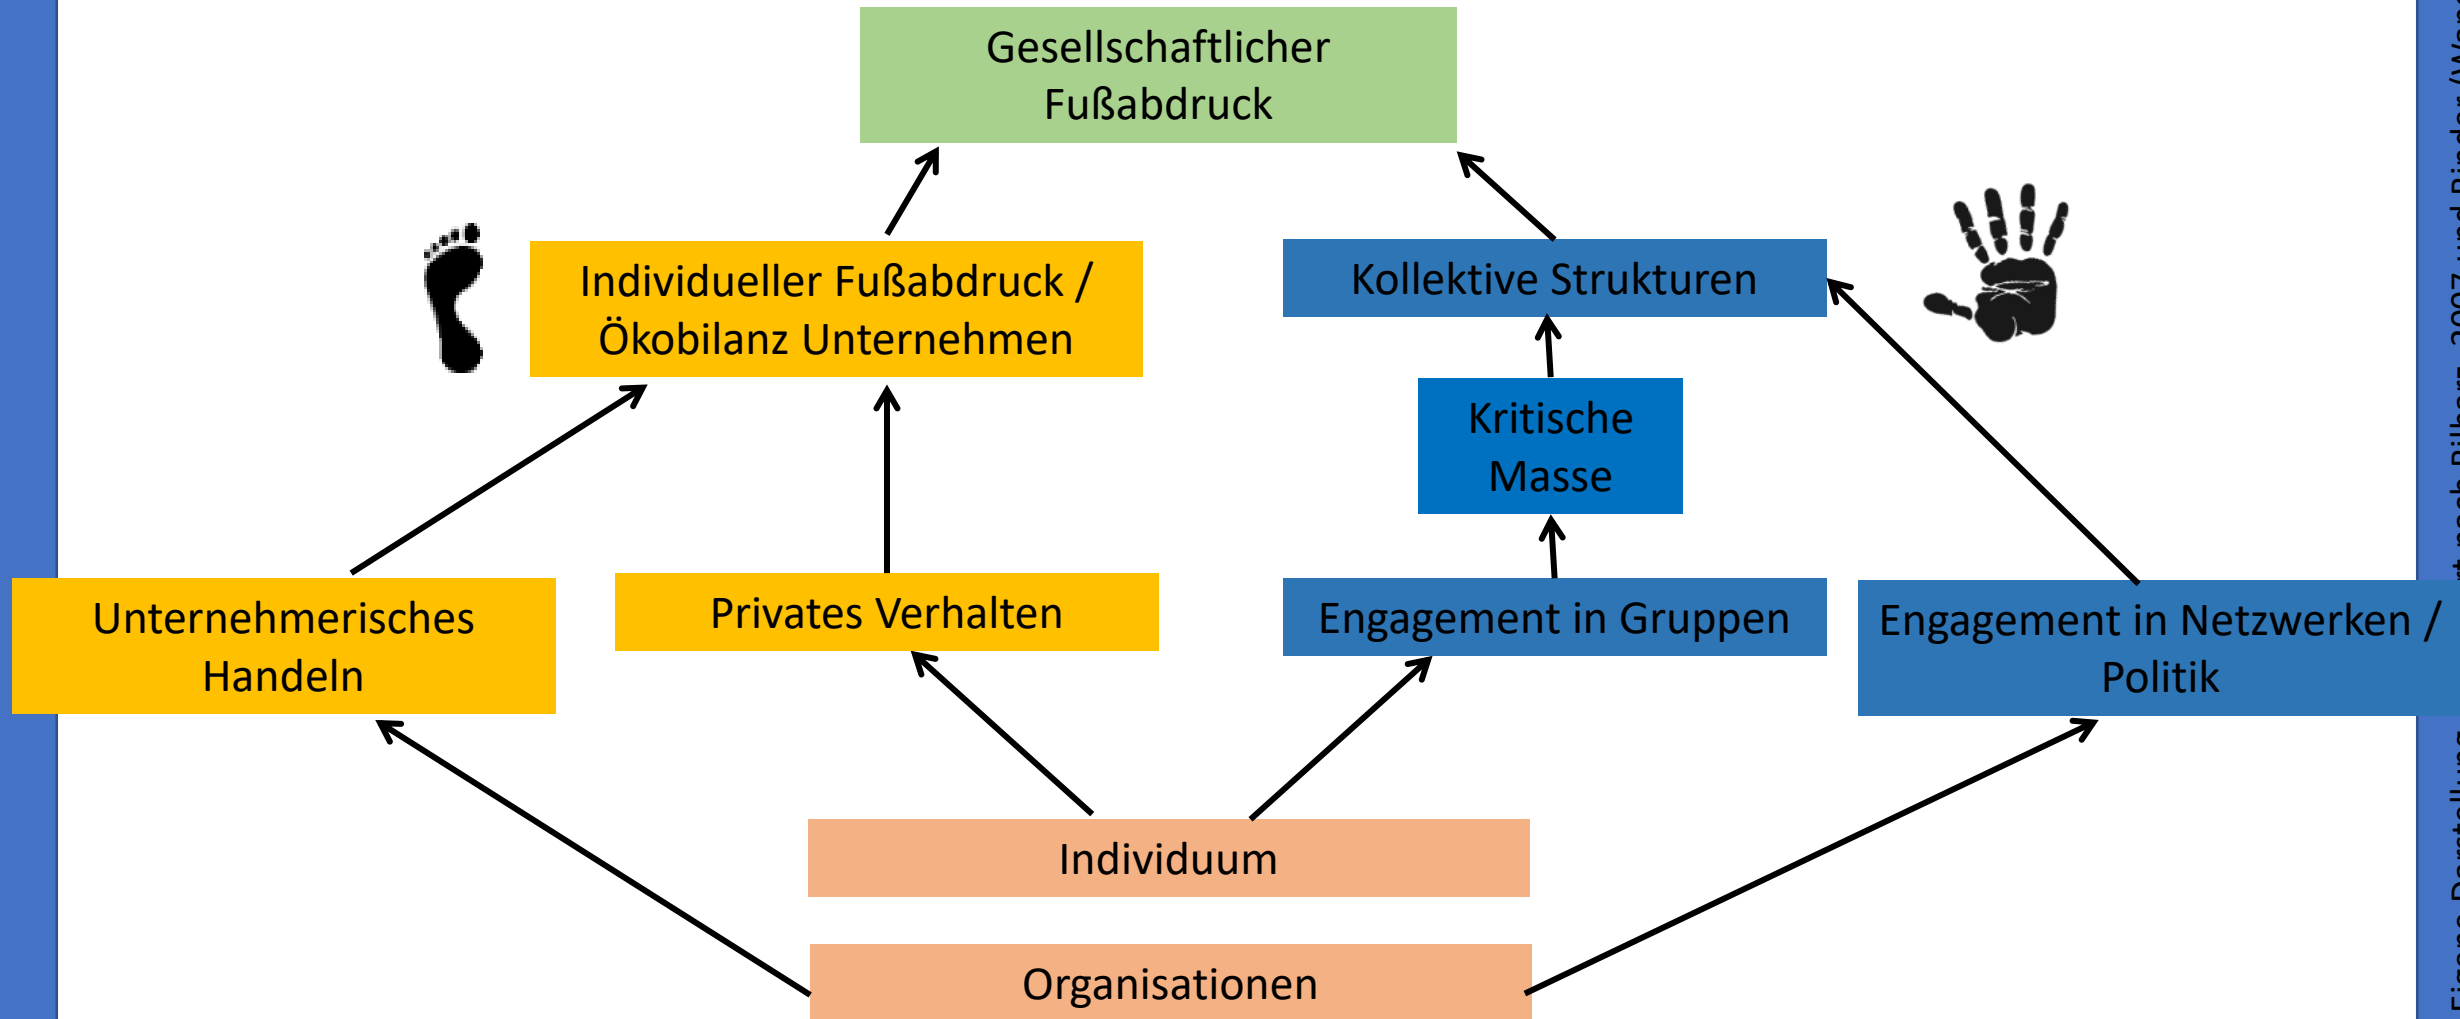 Gesellschaftlicher
Fußabdruck
Individueller Fußabdruck /
Ökobilanz Unternehmen
Kollektive Strukturen
Kritische
Masse
Unternehmerisches
Handeln
Privates Verhalten
Engagement in Gruppen
Engagement in Netzwerken /
Politik
Individuum
Organisationen